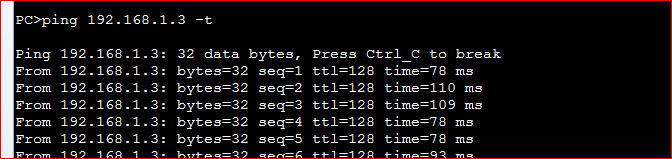 PC>ping 192.168.1.3 -t
Ping 192.168.1.3: 32 data bytes, Press Ctrl_C to break
From 192.168.1.3: bytes=32 seq=1 ttl=128 time=78 ms
From 192.168.1.3: bytes=32 seq=2 ttl=128 time=110 ms
From 192.168.1.3: bytes=32 seq=3 ttl=128 time=109 ms
From 192.168.1.3: bytes=32 seq=4 ttl=128 time=78 ms
From 192.168.1.3: bytes=32 seq=5 ttl=128 time=78 ms
From 192.168.1.3: bytes=32 seq=6 ttl=128 time=93 ms